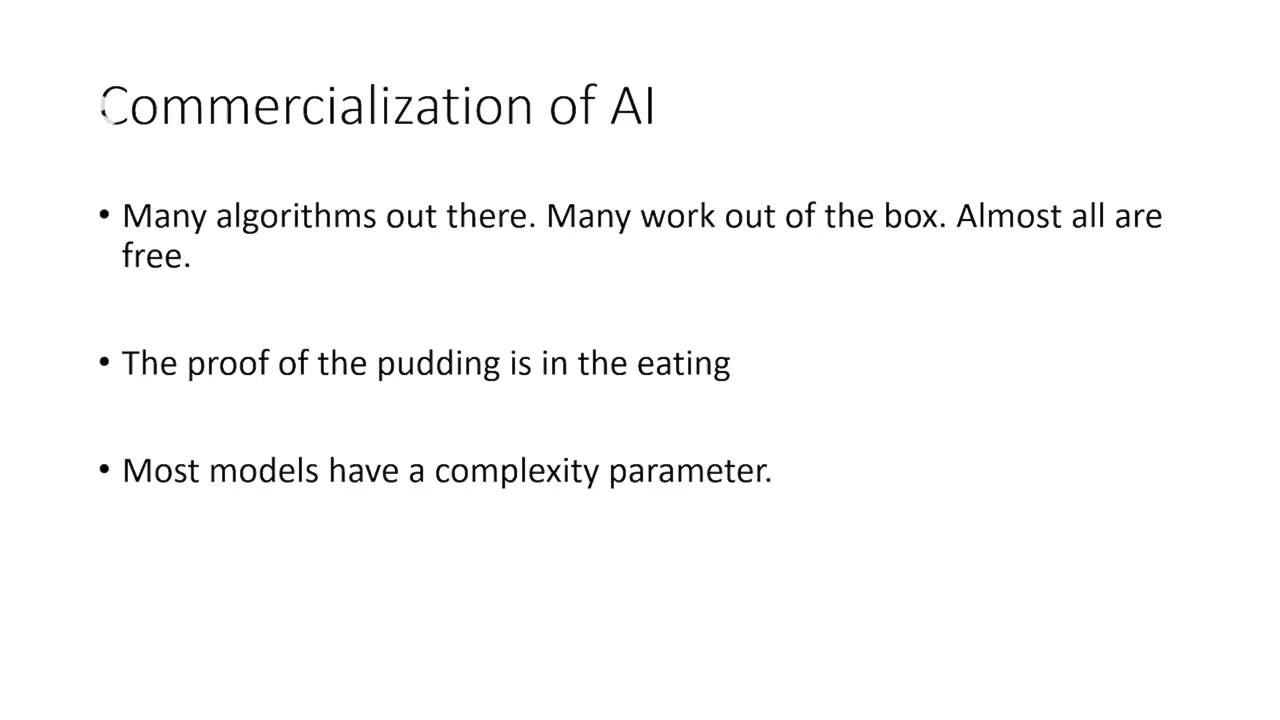 Commercialization of AI
• Many algorithms out there. Many work out of the box. Almost all are
free.
• The proof of the pudding is in the eating
• Most models have a complexity parameter.